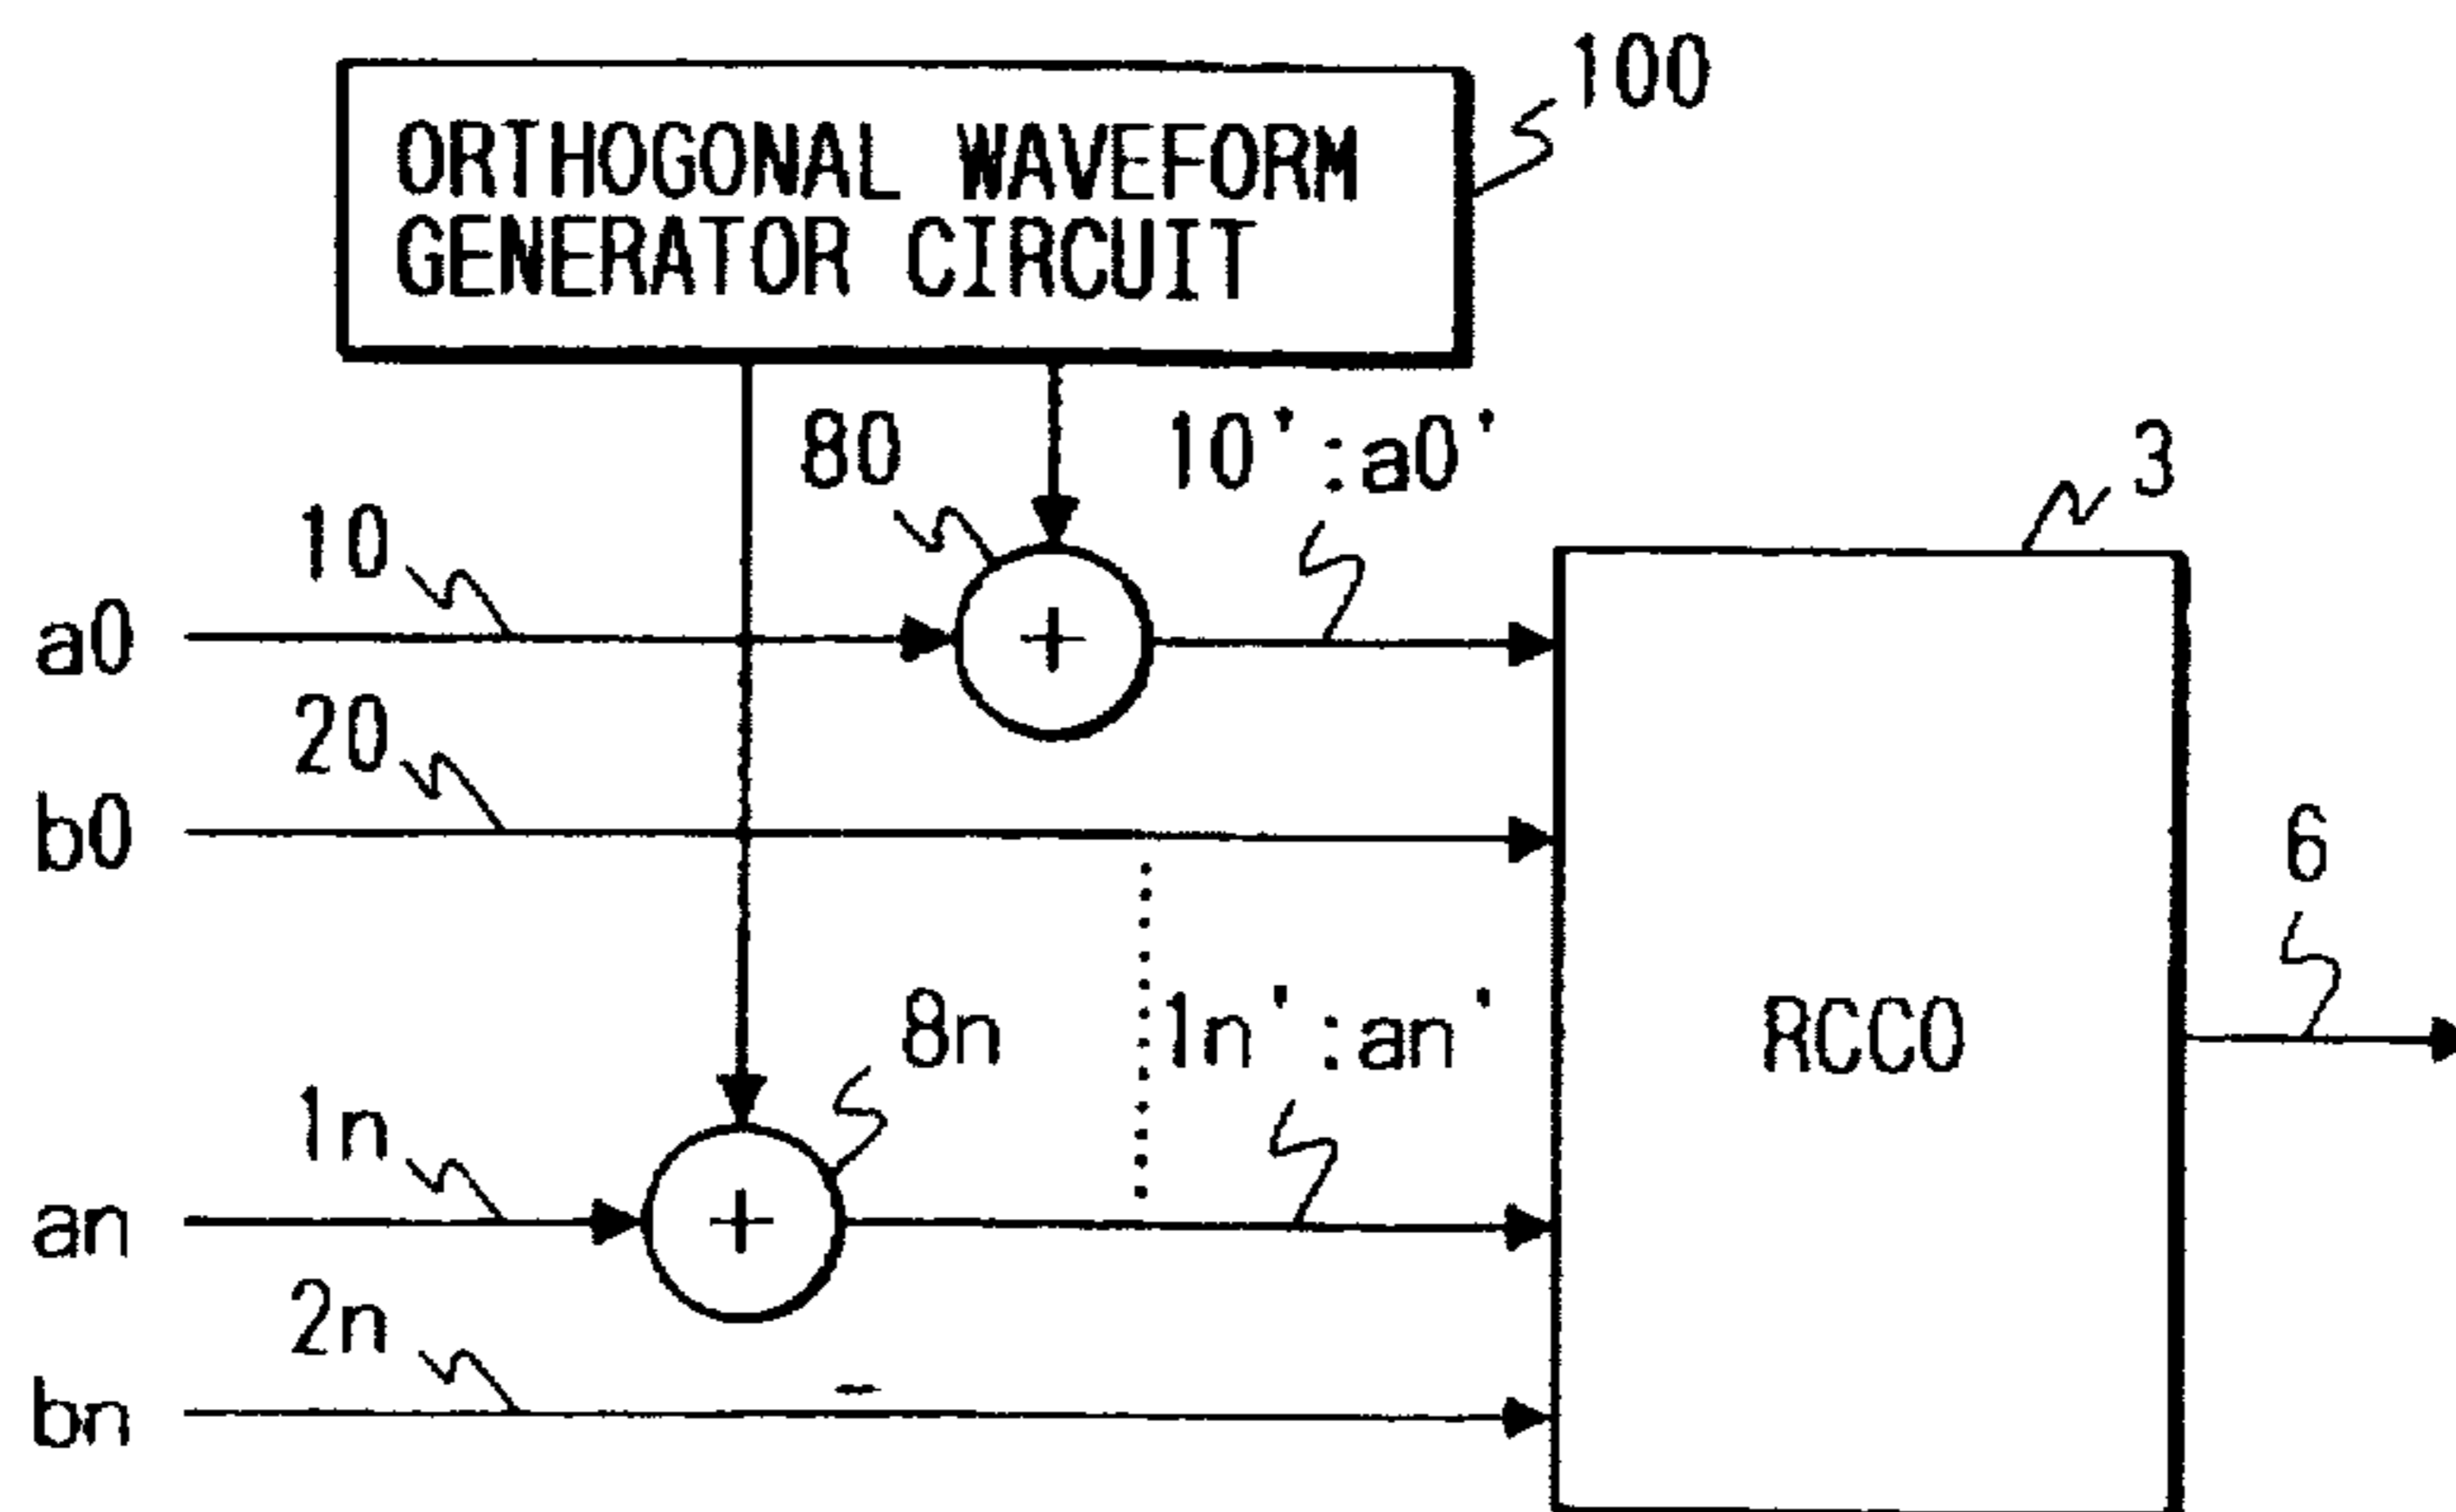 100
ORTHOGONAL WAVEFORM
GENERATOR CIRCUIT
80
10':a0'
3
10
a0
+
20
b0
6
8n
1n':an'
RCCO
1n
an
+
2n
bn